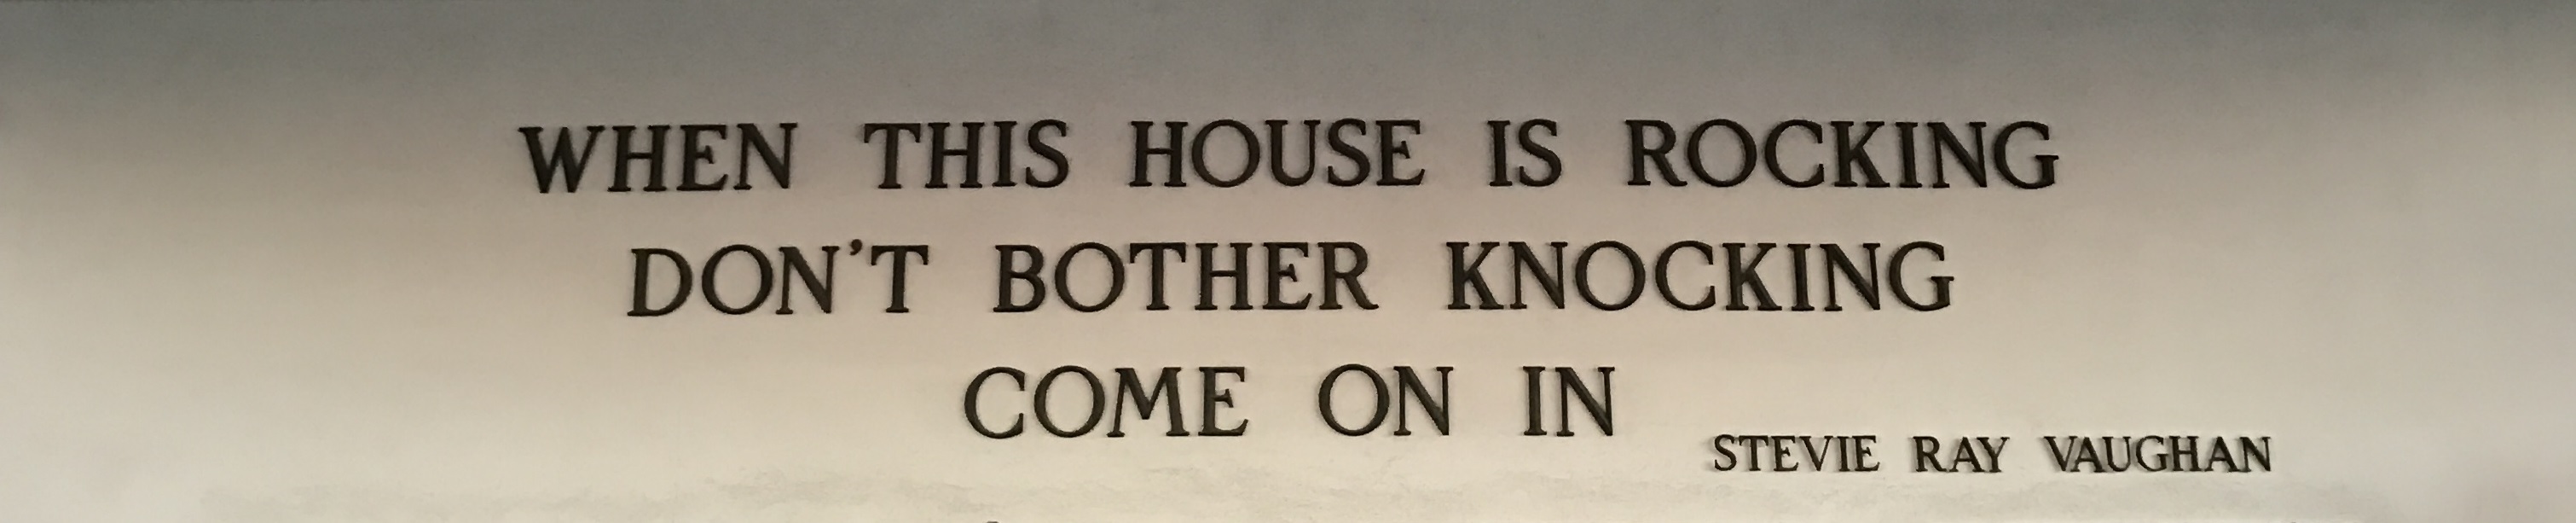 WHEN THIS HOUSE IS ROCKING
DON'T BOTHER KNOCKING
COME ON IN
STEVIE RAY VAUGHAN